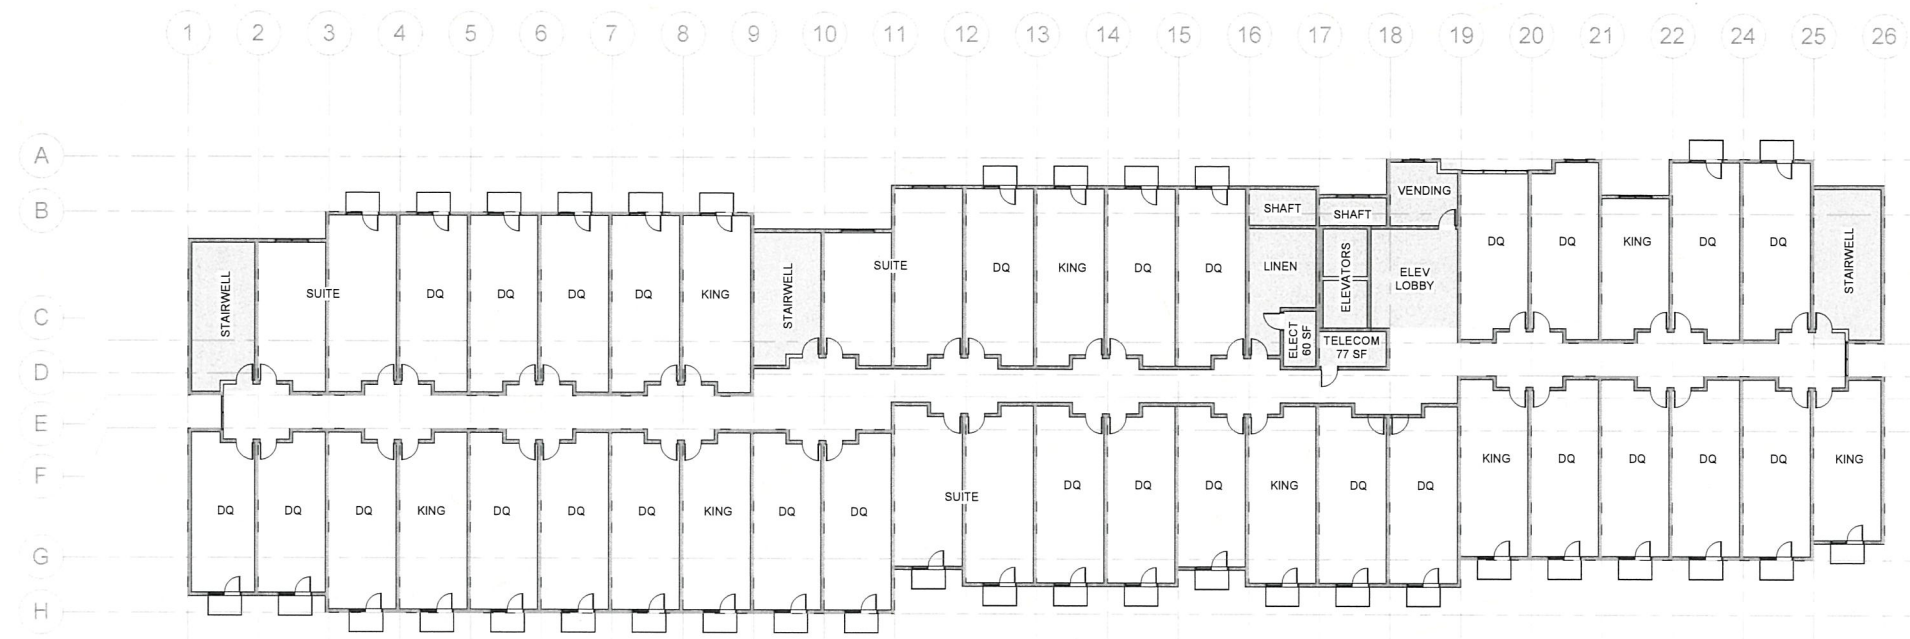 1 2 3 4 5 6 7 8 9 10 11 12 13 14 15 16 17 18 19 20 21 22 24 25 26
A
B
C
D
E
F
G
H
STAIRWELL
SUITE
DQ
DQ
DQ
DQ
KING
STAIRWELL
SUITE
DQ
KING
DQ
DQ
SHAFT
LINEN
ELECT
60 SF
SHAFT
ELEVATORS
TELECOM
77 SF
VENDING
ELEV
LOBBY
DQ
DQ
KING
DQ
DQ
STAIRWELL
DQ
DQ
DQ
KING
DQ
DQ
DQ
KING
DQ
DQ
SUITE
DQ
DQ
DQ
KING
DQ
DQ
KING
DQ
DQ
DQ
DQ
KING